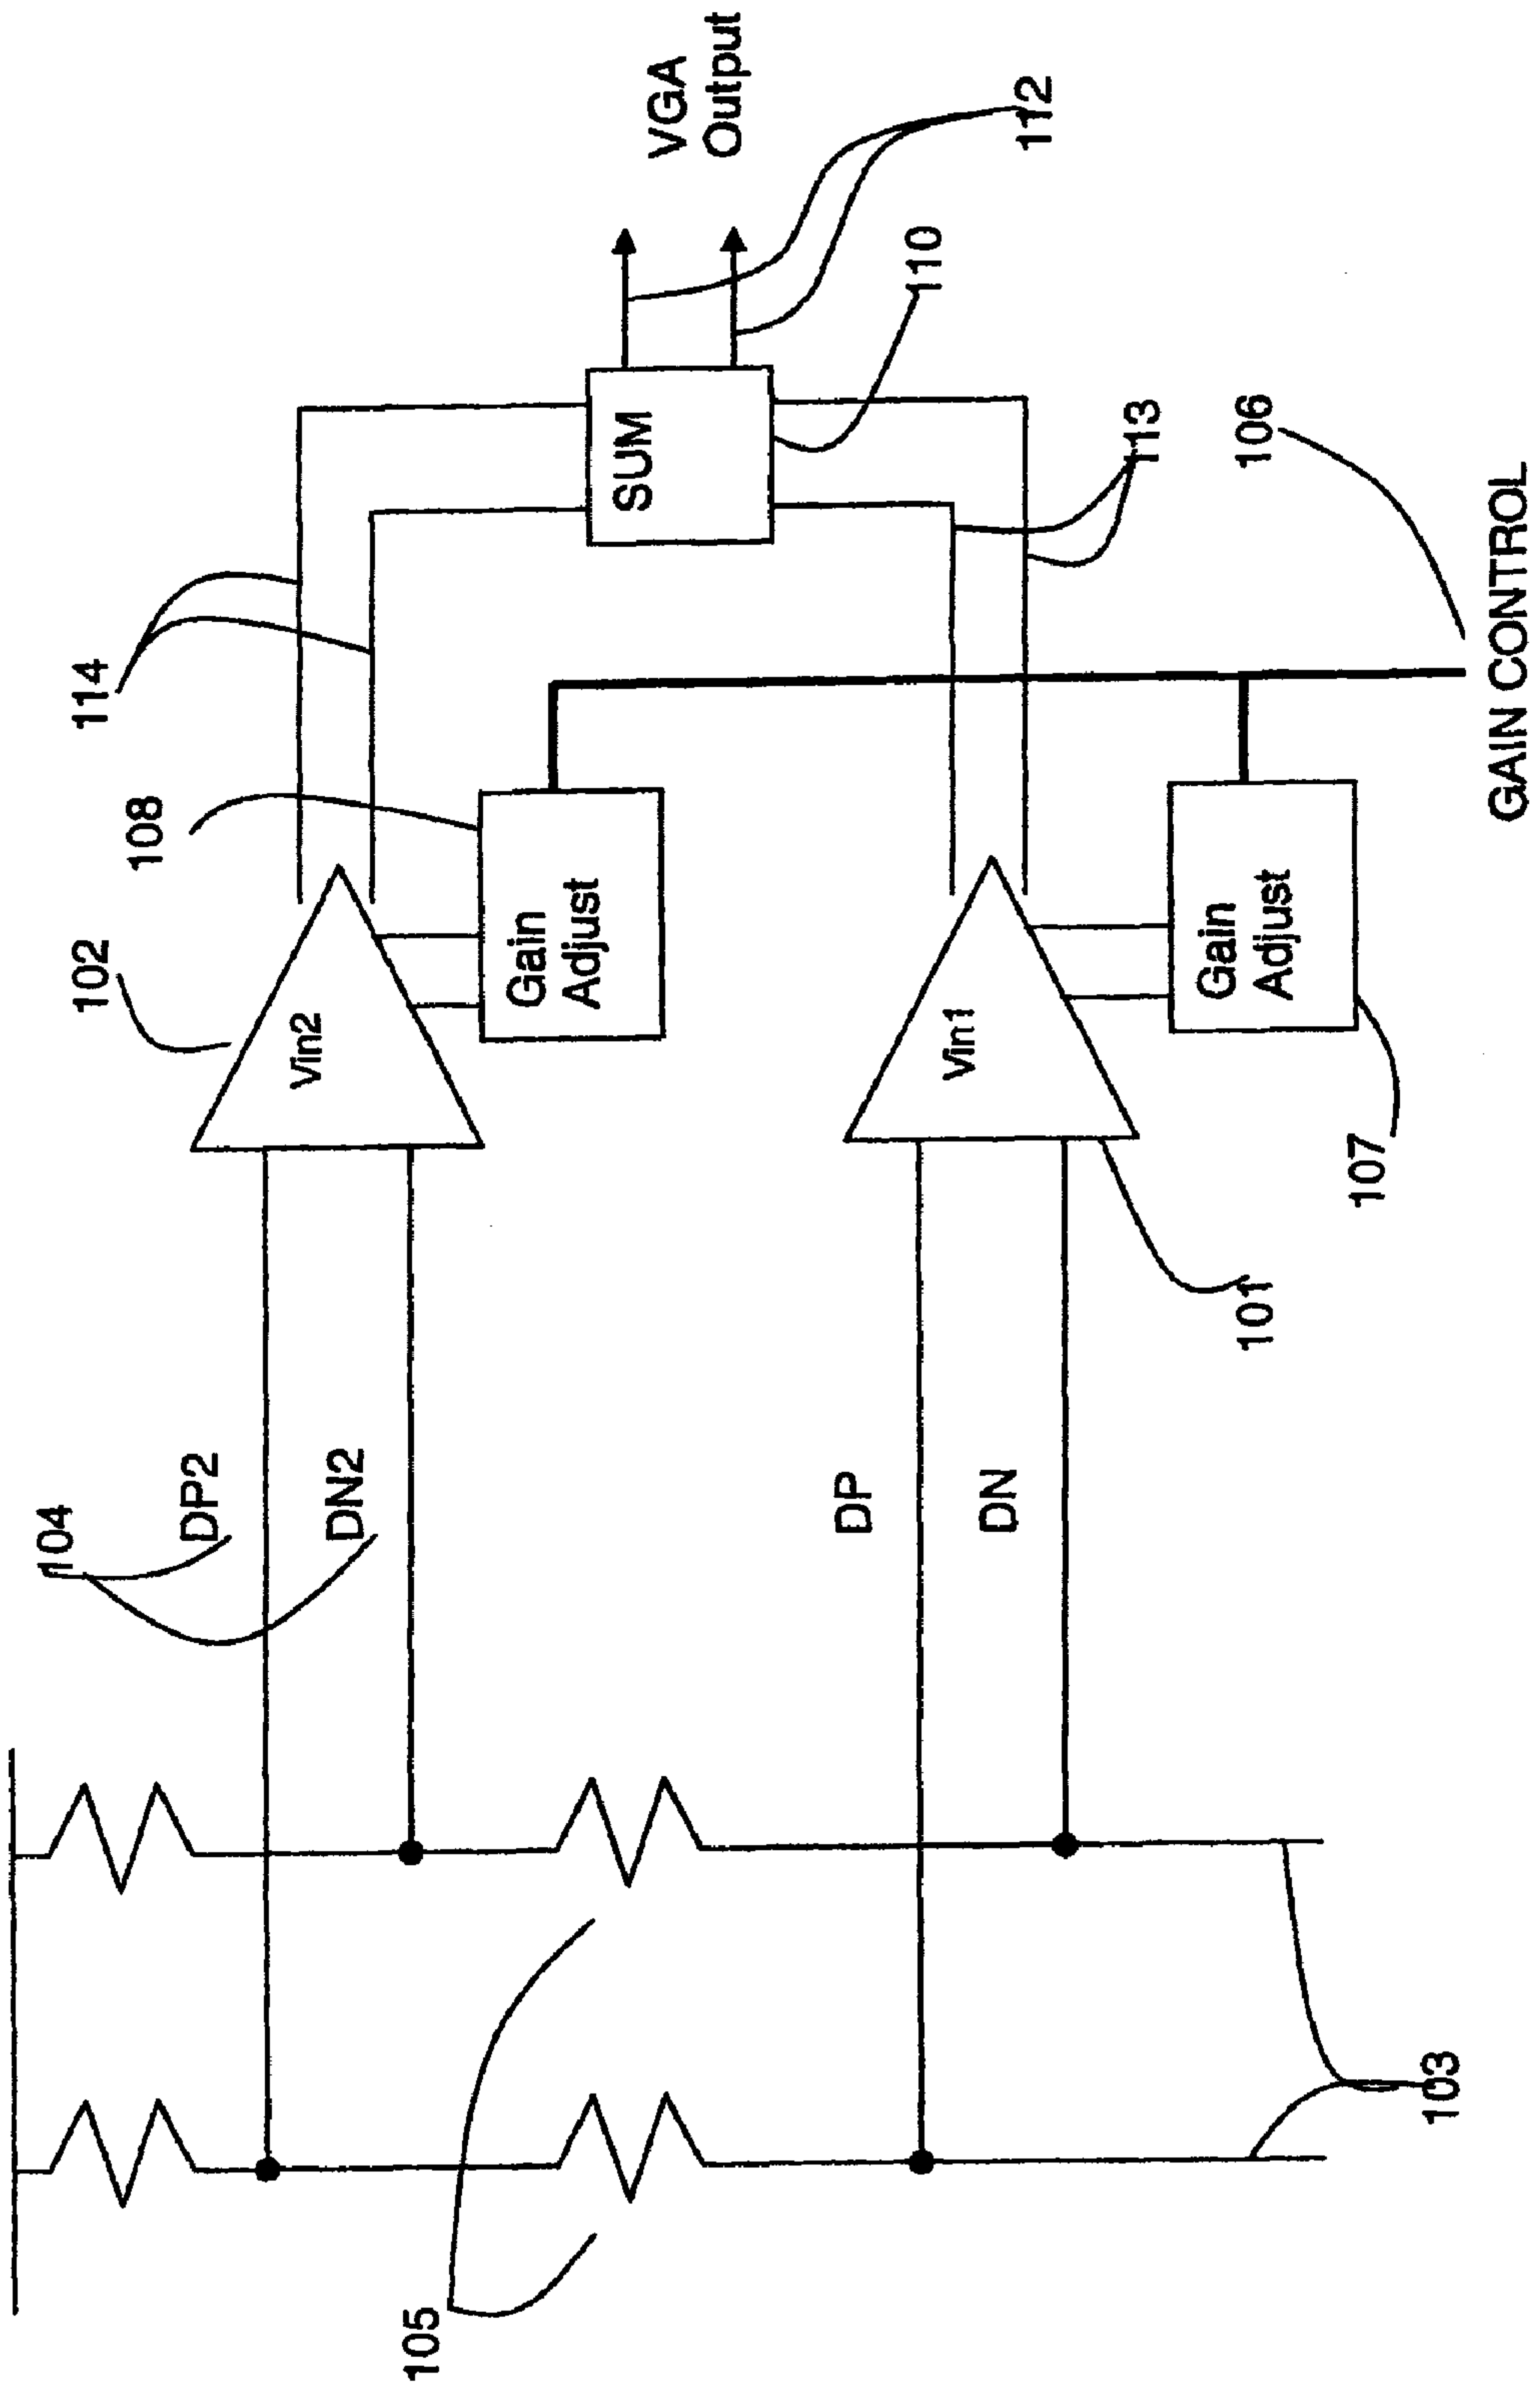 104
DP2
DN2
102
Vin2
108
Gain
Adjust
114
SUM
VGA
Output
112
110
113
106
105
DP
DN
Vin1
101
Gain
Adjust
107
103
GAIN CONTROL